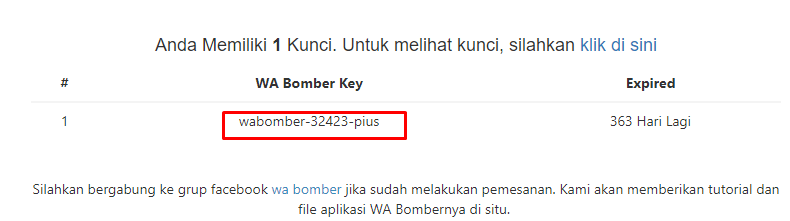 Anda Memiliki 1 Kunci. Untuk melihat kunci, silahkan klik di sini
# WA Bomber Key Expired
1 wabomber-32423-pius 363 Hari Lagi
Silahkan bergabung ke grup facebook wa bomber jika sudah melakukan pemesanan. Kami akan memberikan tutorial dan
file aplikasi WA Bombernya di situ.